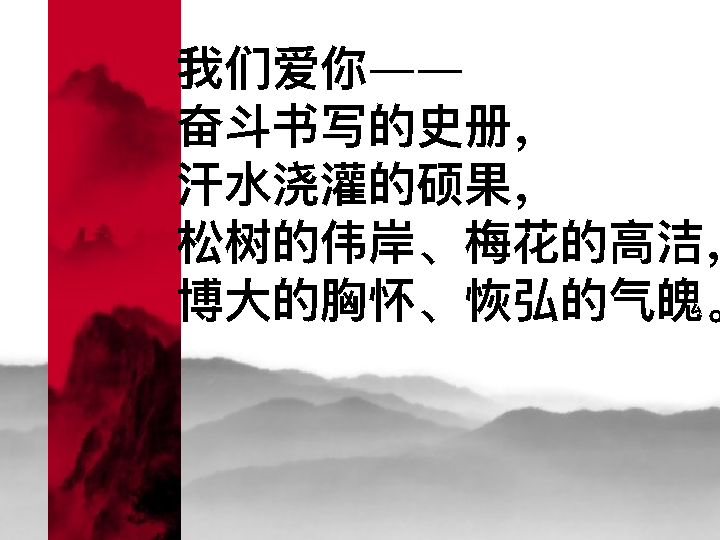 我们爱你——
奋斗书写的史册，
汗水浇灌的硕果，
松树的伟岸、梅花的高洁，
博大的胸怀、恢弘的气魄。